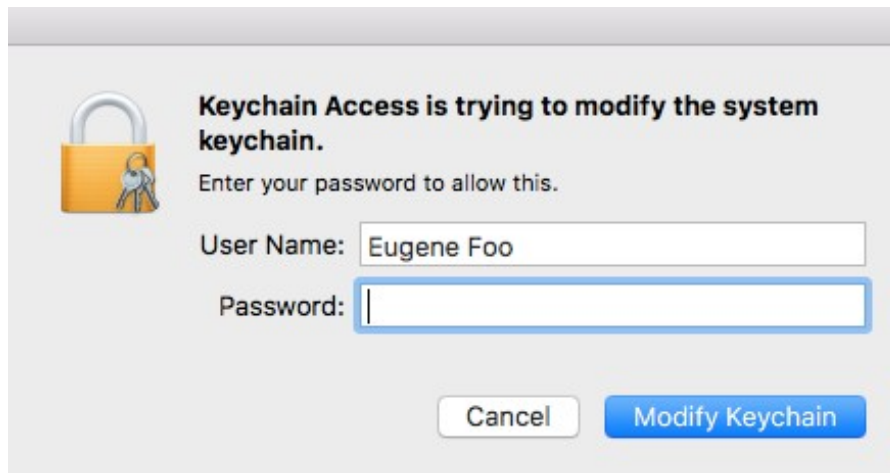 Keychain Access is trying to modify the system
keychain.
Enter your password to allow this.
User Name: Eugene Foo
Password:
Cancel Modify Keychain